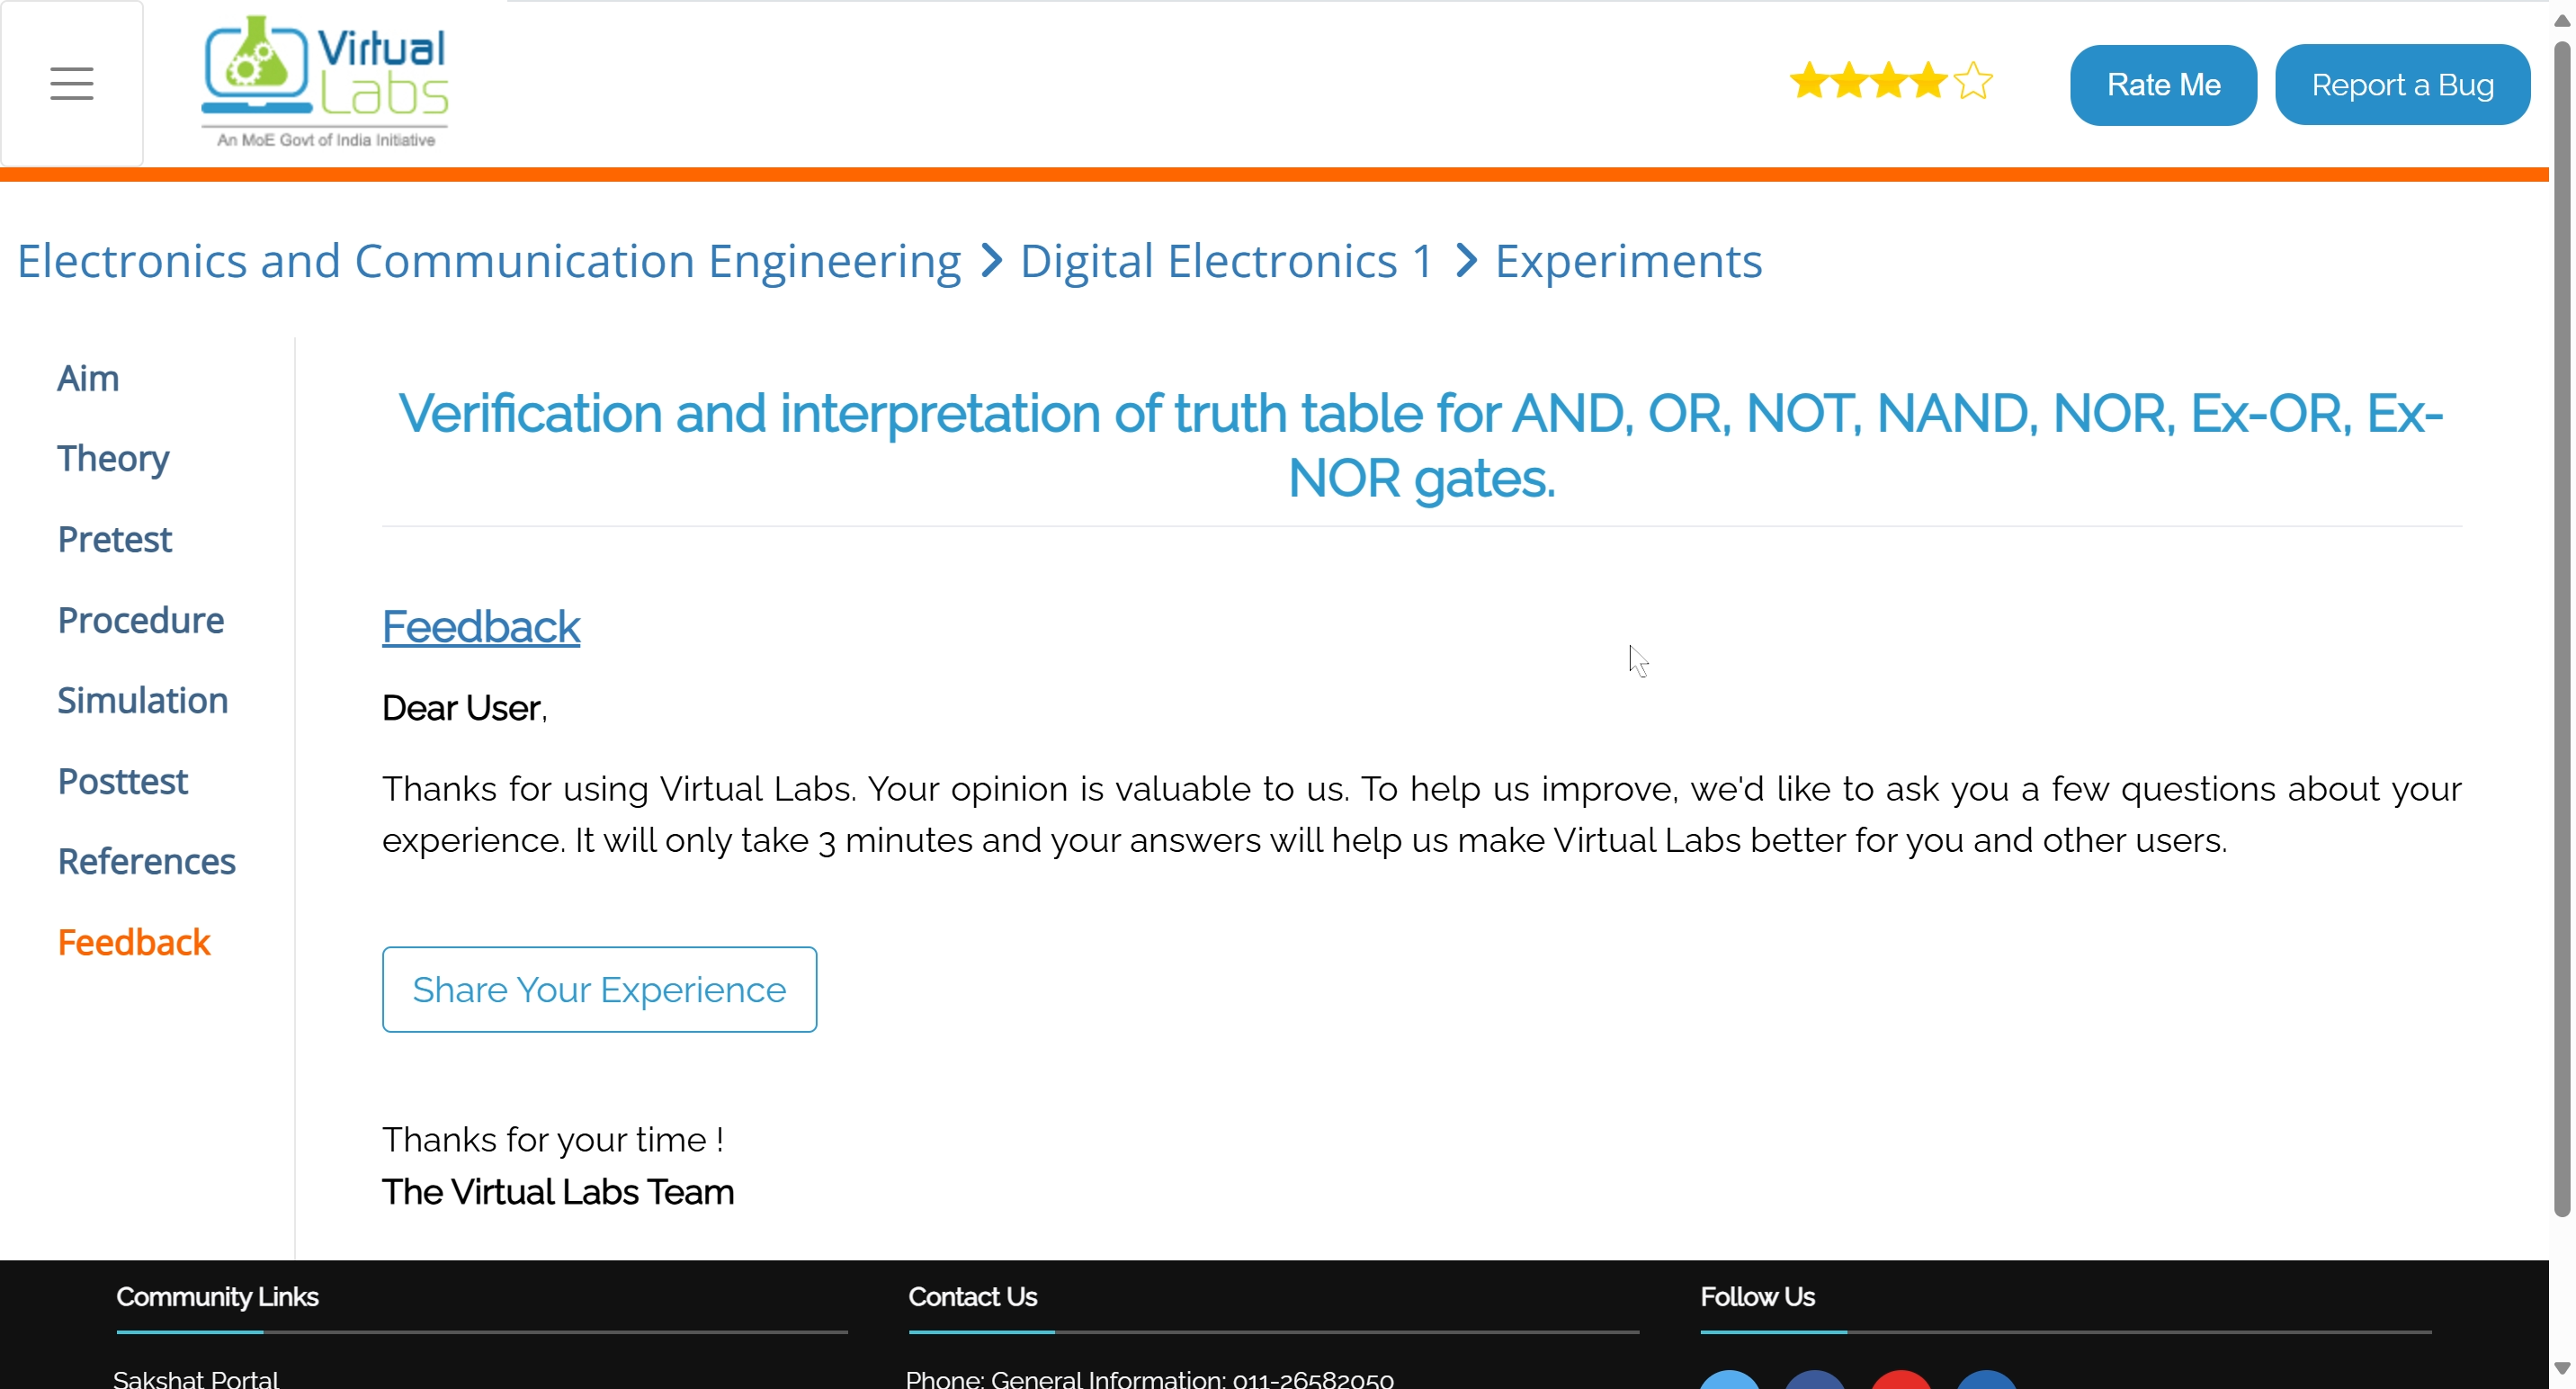 Virtual
Labs
An MoE Govt of India Initiative
Rate Me
Report a Bug
Electronics and Communication Engineering
Digital Electronics 1
Experiments
Aim
Theory
Pretest
Procedure
Simulation
Posttest
References
Feedback
Verification and interpretation of truth table for AND, OR, NOT, NAND, NOR, Ex-OR, Ex-
NOR gates.
Feedback
Dear User,
Thanks for using Virtual Labs. Your opinion is valuable to us. To help us improve, we'd like to ask you a few questions about your
experience. It will only take 3 minutes and your answers will help us make Virtual Labs better for you and other users.
Share Your Experience
Thanks for your time !
The Virtual Labs Team
Community Links
Sakshat Portal
Contact Us
Phone: General Information: 011-26582050
Follow Us